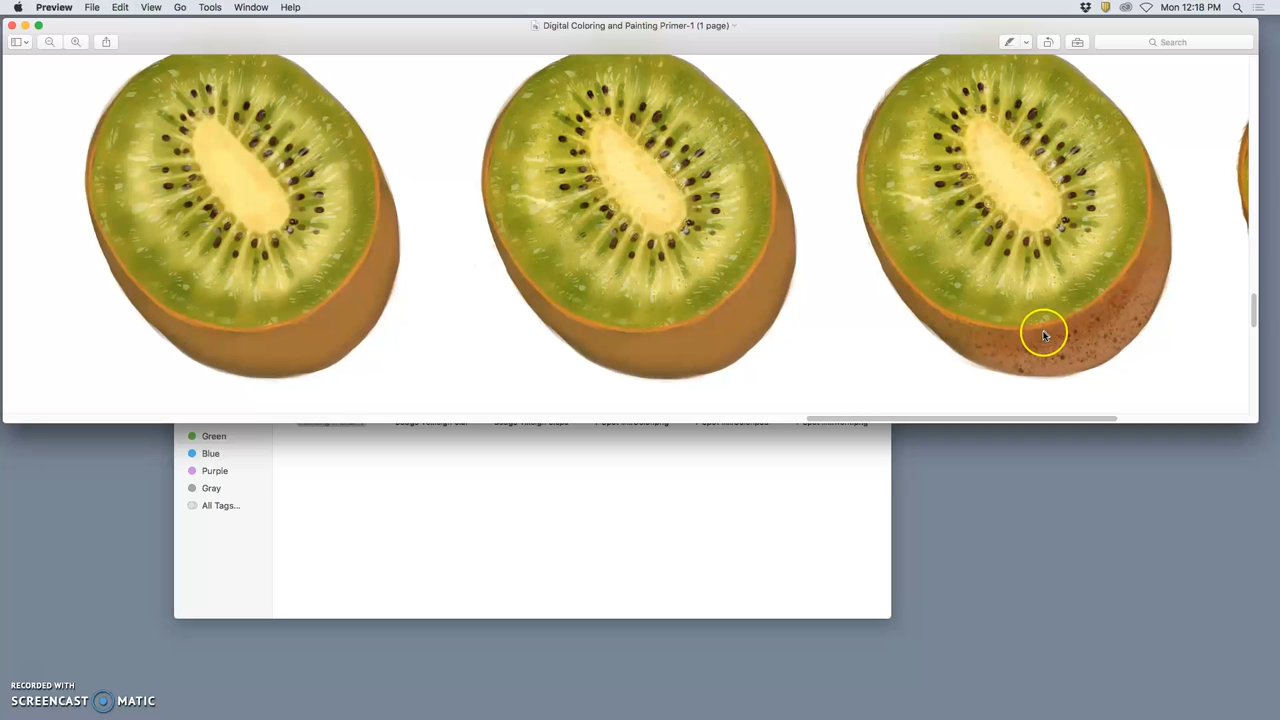 Preview File Edit View Go Tools Window Help Mon 12:18 PM
Digital Coloring and Painting Primer-1 (1 page)
Search
Green
Blue
Purple
Gray
All Tags...
RECORDED WITH
SCREENCAST MATIC